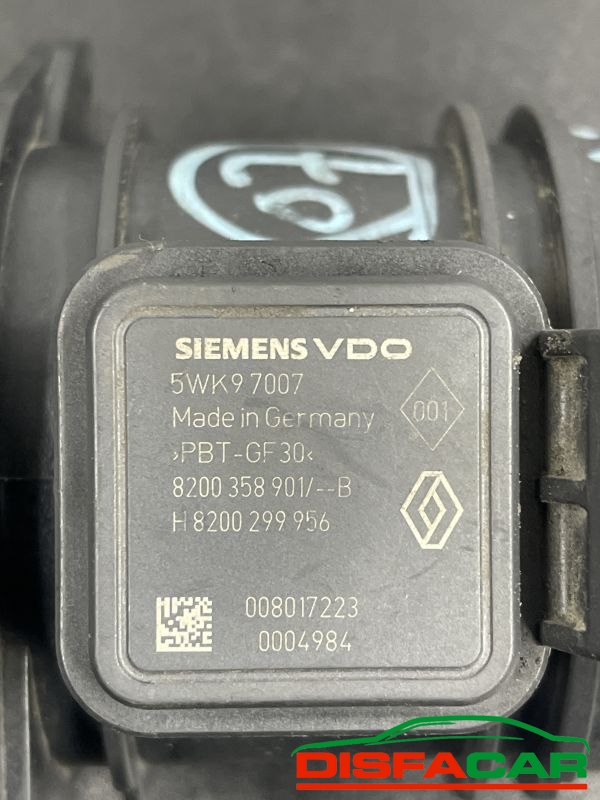 SIEMENS VDO
5WK9 7007
Made in Germany
001
›PBT-GF30‹
8200 358 901/--B
H 8200 299 956
008017223
0004984
DISFACAR